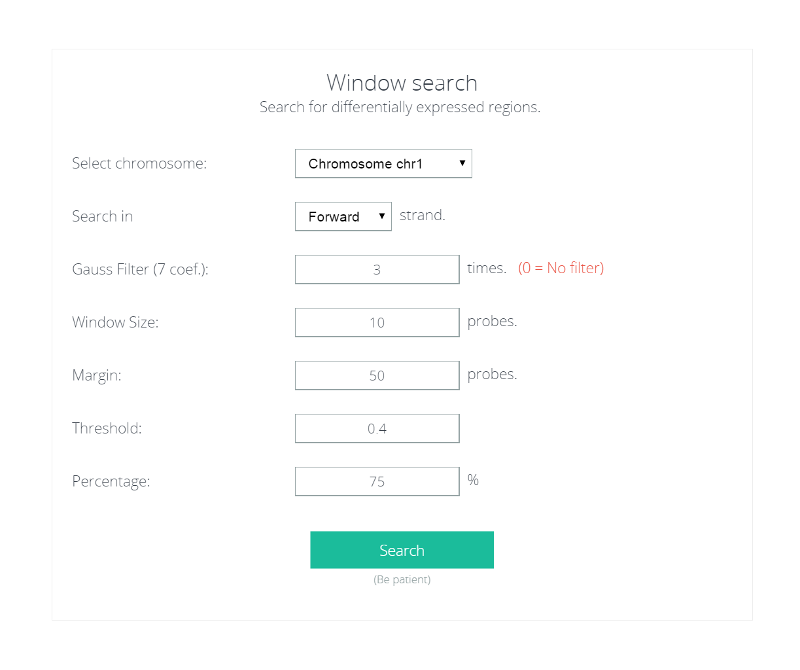 Window search
Search for differentially expressed regions.
Select chromosome: Chromosome chr1
Search in Forward strand.
Gauss Filter (7 coef.): 3 times. (0 = No filter)
Window Size: 10 probes.
Margin: 50 probes.
Threshold: 0.4
Percentage: 75 %
Search
(Be patient)